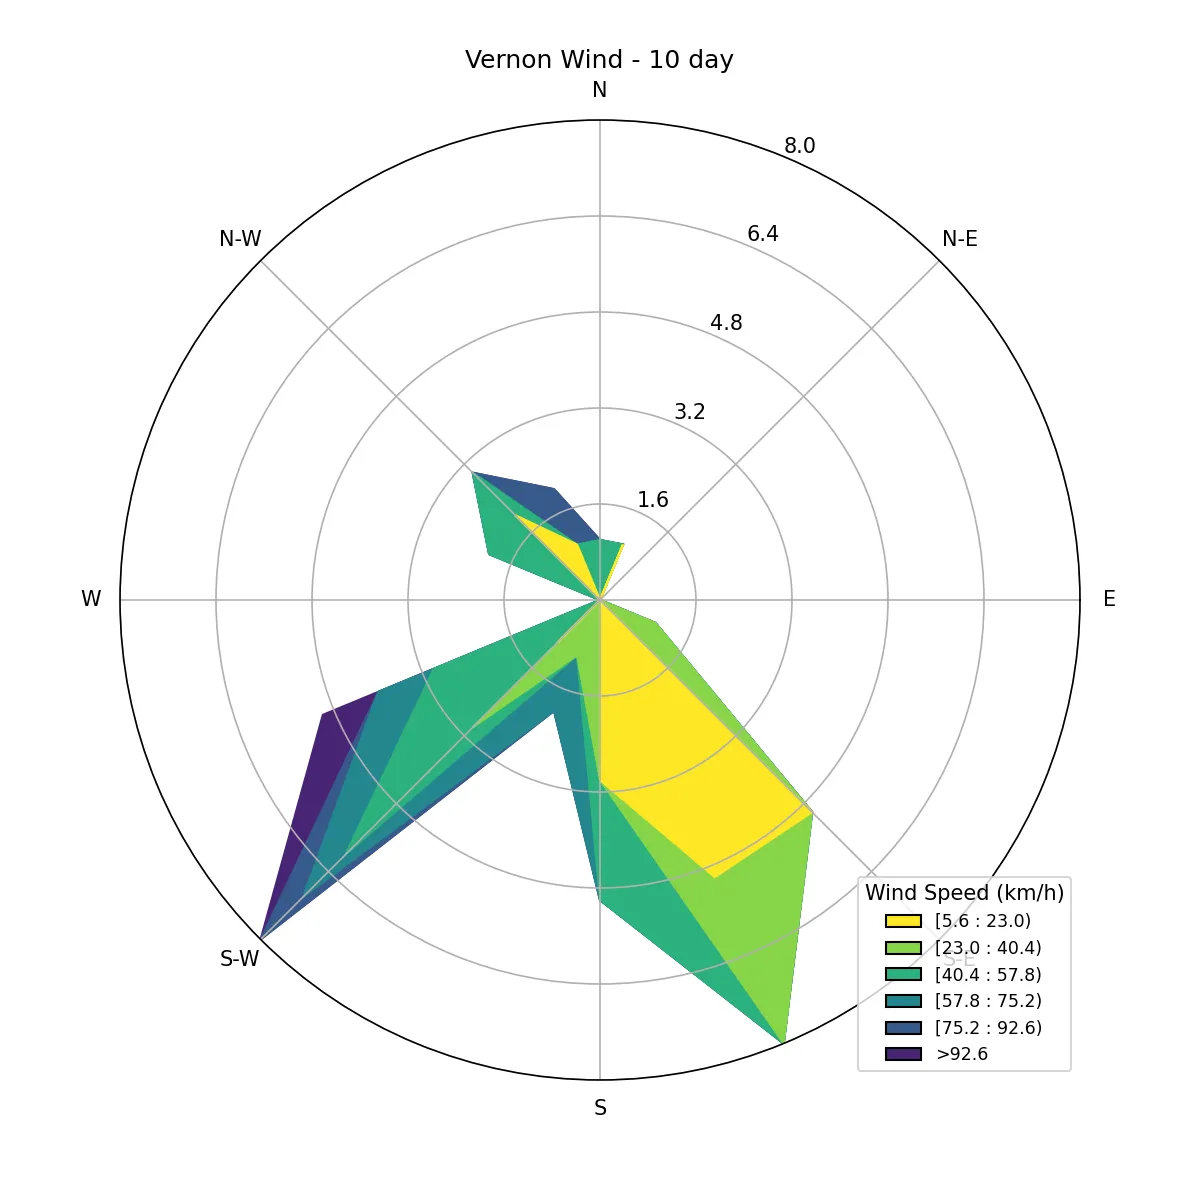 Vernon Wind - 10 day
N
8.0
N-W
6.4
N-E
4.8
3.2
1.6
W
E
Wind Speed (km/h)
[5.6 : 23.0)
[23.0 : 40.4)
S-W
S-E
[40.4 : 57.8)
[57.8 : 75.2)
[75.2 : 92.6)
>92.6
S